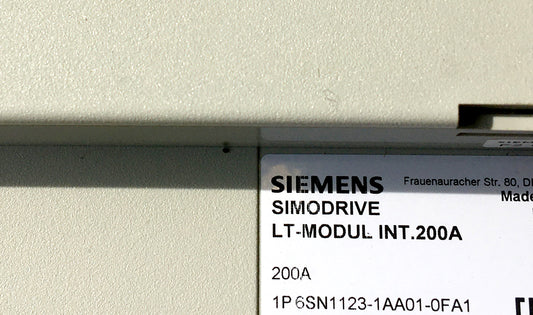 SIEMENS
Frauenauracher Str. 80, D
Made
SIMODRIVE
LT-MODUL INT.200A
200A
1P 6SN1123-1AA01-0FA1